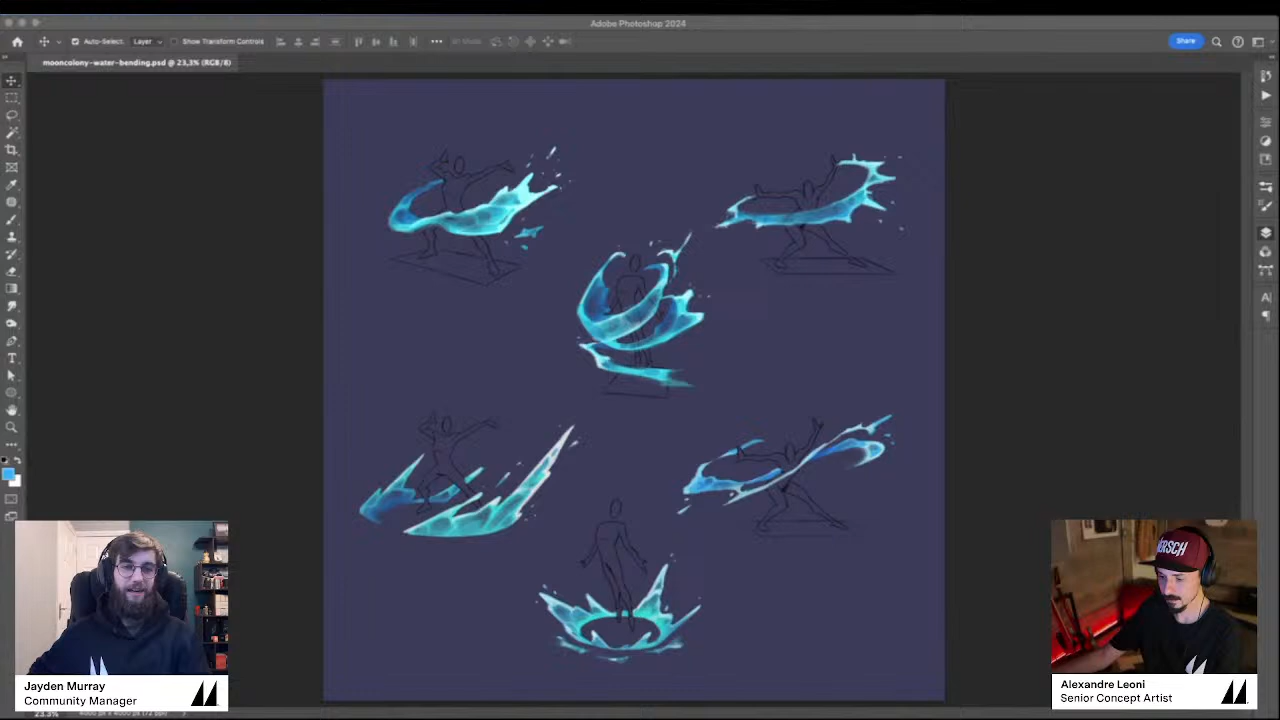 Adobe Photoshop 2024
Auto-Select: Layer Show Transform Controls Share
mooncolony-water-bending.psd @ 23,3% (RGB/8)
Jayden Murray
Community Manager
Alexandre Leoni
Senior Concept Artist